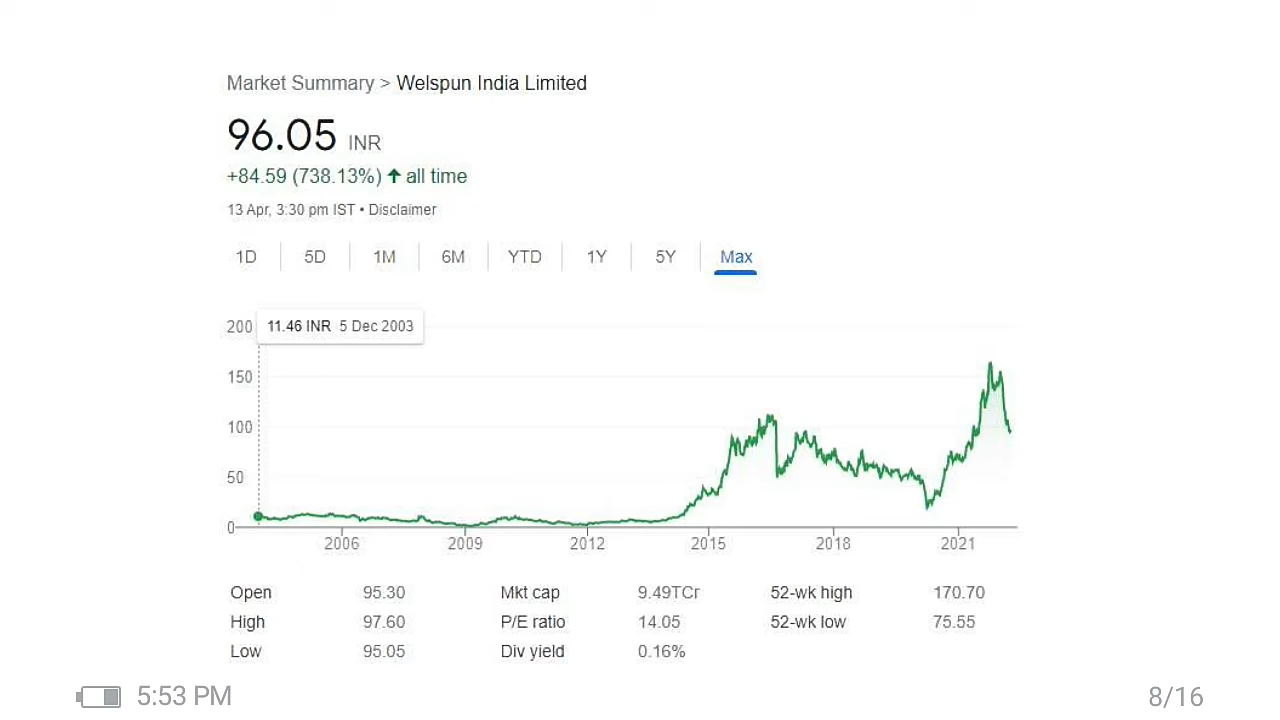 Market Summary > Welspun India Limited
96.05 INR
+84.59 (738.13%) ↑ all time
13 Apr, 3:30 pm IST • Disclaimer
1D 5D 1M 6M YTD 1Y 5Y Max
200 11.46 INR 5 Dec 2003
150
100
50
0
2006 2009 2012 2015 2018 2021
Open 95.30 Mkt cap 9.49TCr 52-wk high 170.70
High 97.60 P/E ratio 14.05 52-wk low 75.55
Low 95.05 Div yield 0.16%
5:53 PM 8/16